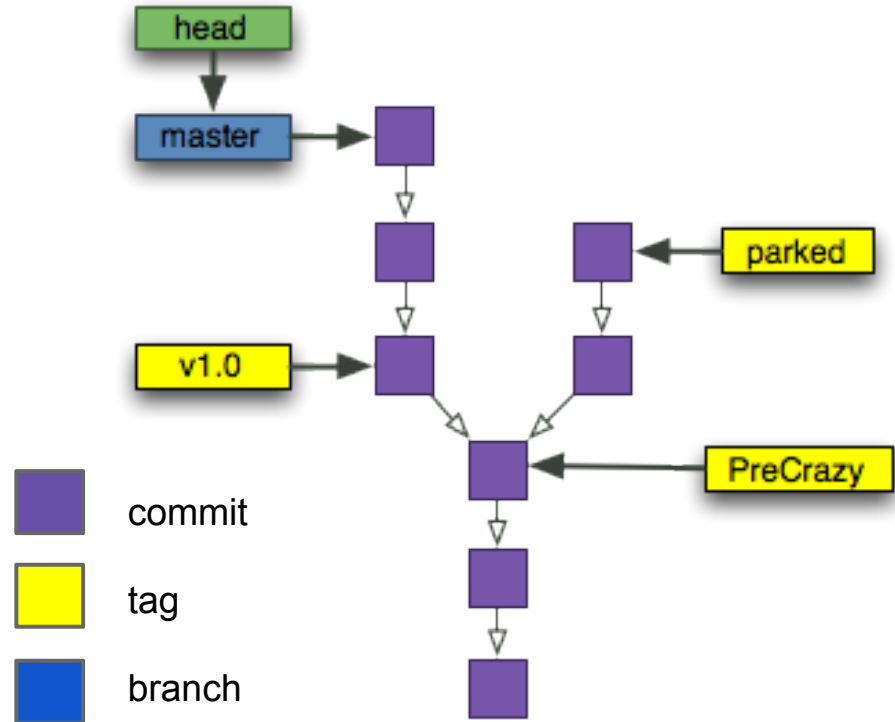 head
master
parked
v1.0
PreCrazy
commit
tag
branch